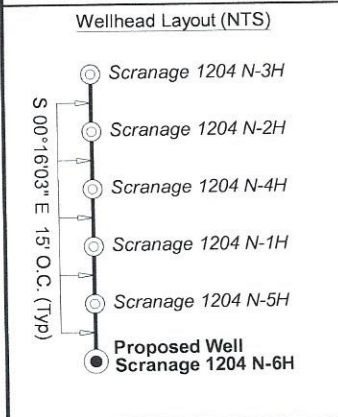 Wellhead Layout (NTS)
Scranage 1204 N-3H
Scranage 1204 N-2H
Scranage 1204 N-4H
Scranage 1204 N-1H
Scranage 1204 N-5H
Proposed Well
Scranage 1204 N-6H
S 00°16'03" E 15' O.C. (Typ)